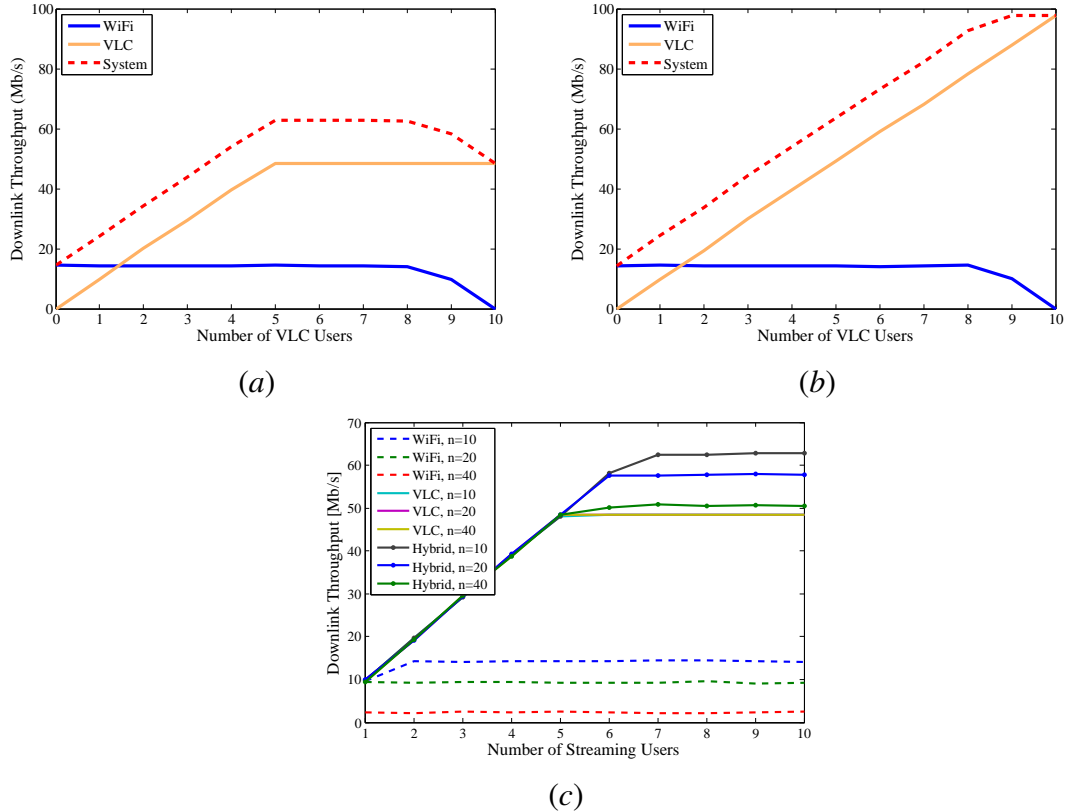 WiFi
VLC
System
100
80
60
40
20
0
Downlink Throughput (Mb/s)
0 1 2 3 4 5 6 7 8 9 10
Number of VLC Users
(a)
WiFi
VLC
System
100
80
60
40
20
0
Downlink Throughput (Mb/s)
0 1 2 3 4 5 6 7 8 9 10
Number of VLC Users
(b)
WiFi, n=10
WiFi, n=20
WiFi, n=40
VLC, n=10
VLC, n=20
VLC, n=40
Hybrid, n=10
Hybrid, n=20
Hybrid, n=40
70
60
50
40
30
20
10
0
Downlink Throughput [Mb/s]
1 2 3 4 5 6 7 8 9 10
Number of Streaming Users
(c)